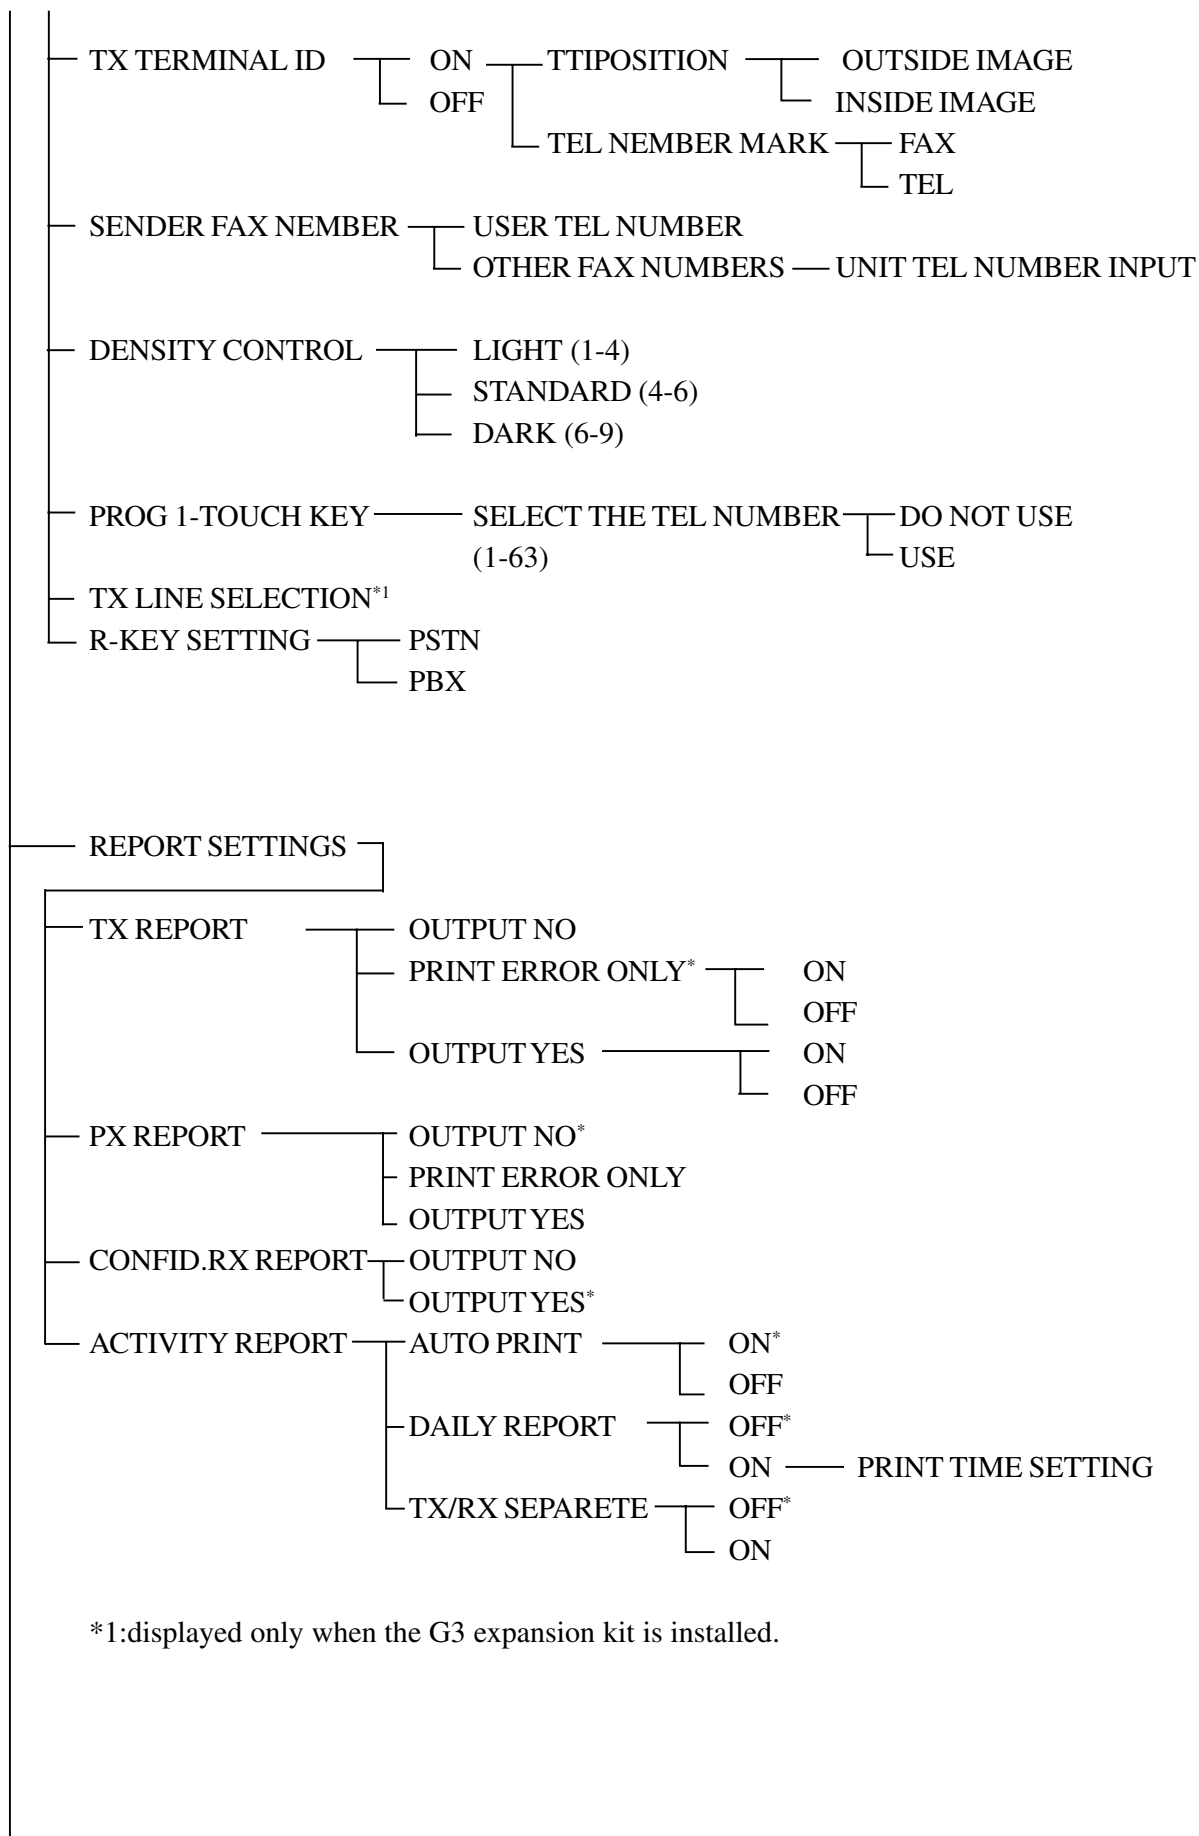 TX TERMINAL ID ON TTIPOSITION OUTSIDE IMAGE
OFF INSIDE IMAGE
TEL NEMBER MARK FAX
TEL
SENDER FAX NEMBER USER TEL NUMBER
OTHER FAX NUMBERS UNIT TEL NUMBER INPUT
DENSITY CONTROL LIGHT (1-4)
STANDARD (4-6)
DARK (6-9)
PROG 1-TOUCH KEY SELECT THE TEL NUMBER DO NOT USE
(1-63) USE
TX LINE SELECTION*1
R-KEY SETTING PSTN
PBX
REPORT SETTINGS
TX REPORT OUTPUT NO
PRINT ERROR ONLY* ON
OFF
OUTPUT YES ON
OFF
PX REPORT OUTPUT NO*
PRINT ERROR ONLY
OUTPUT YES
CONFID.RX REPORT OUTPUT NO
OUTPUT YES*
ACTIVITY REPORT AUTO PRINT ON*
OFF
DAILY REPORT OFF*
ON PRINT TIME SETTING
TX/RX SEPARETE OFF*
ON
*1:displayed only when the G3 expansion kit is installed.